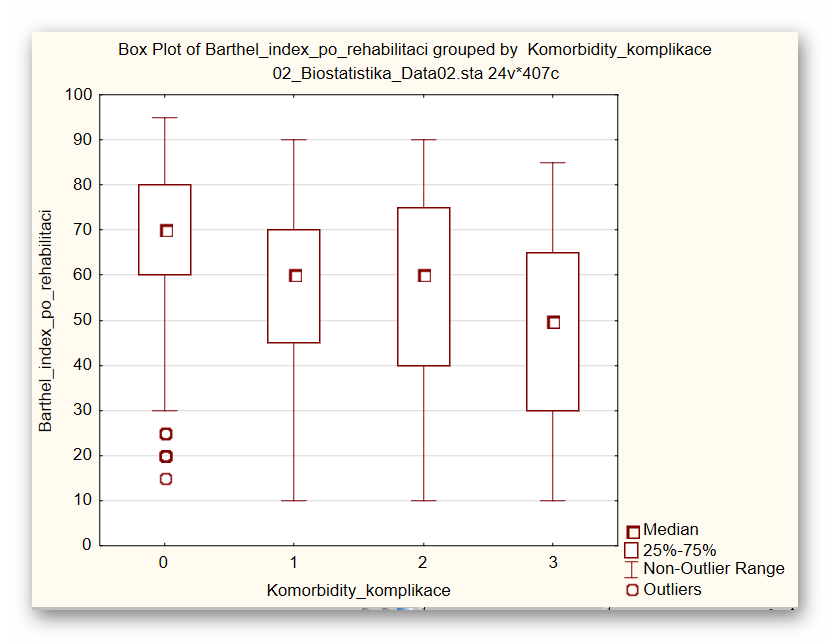 Box Plot of Barthel_index_po_rehabilitaci grouped by  Komorbidity_komplikace
02_Biostatistika_Data02.sta 24v*407c
Barthel_index_po_rehabilitaci
100
90
80
70
60
50
40
30
20
10
0
0 1 2 3
Komorbidity_komplikace
Median
25%-75%
Non-Outlier Range
Outliers